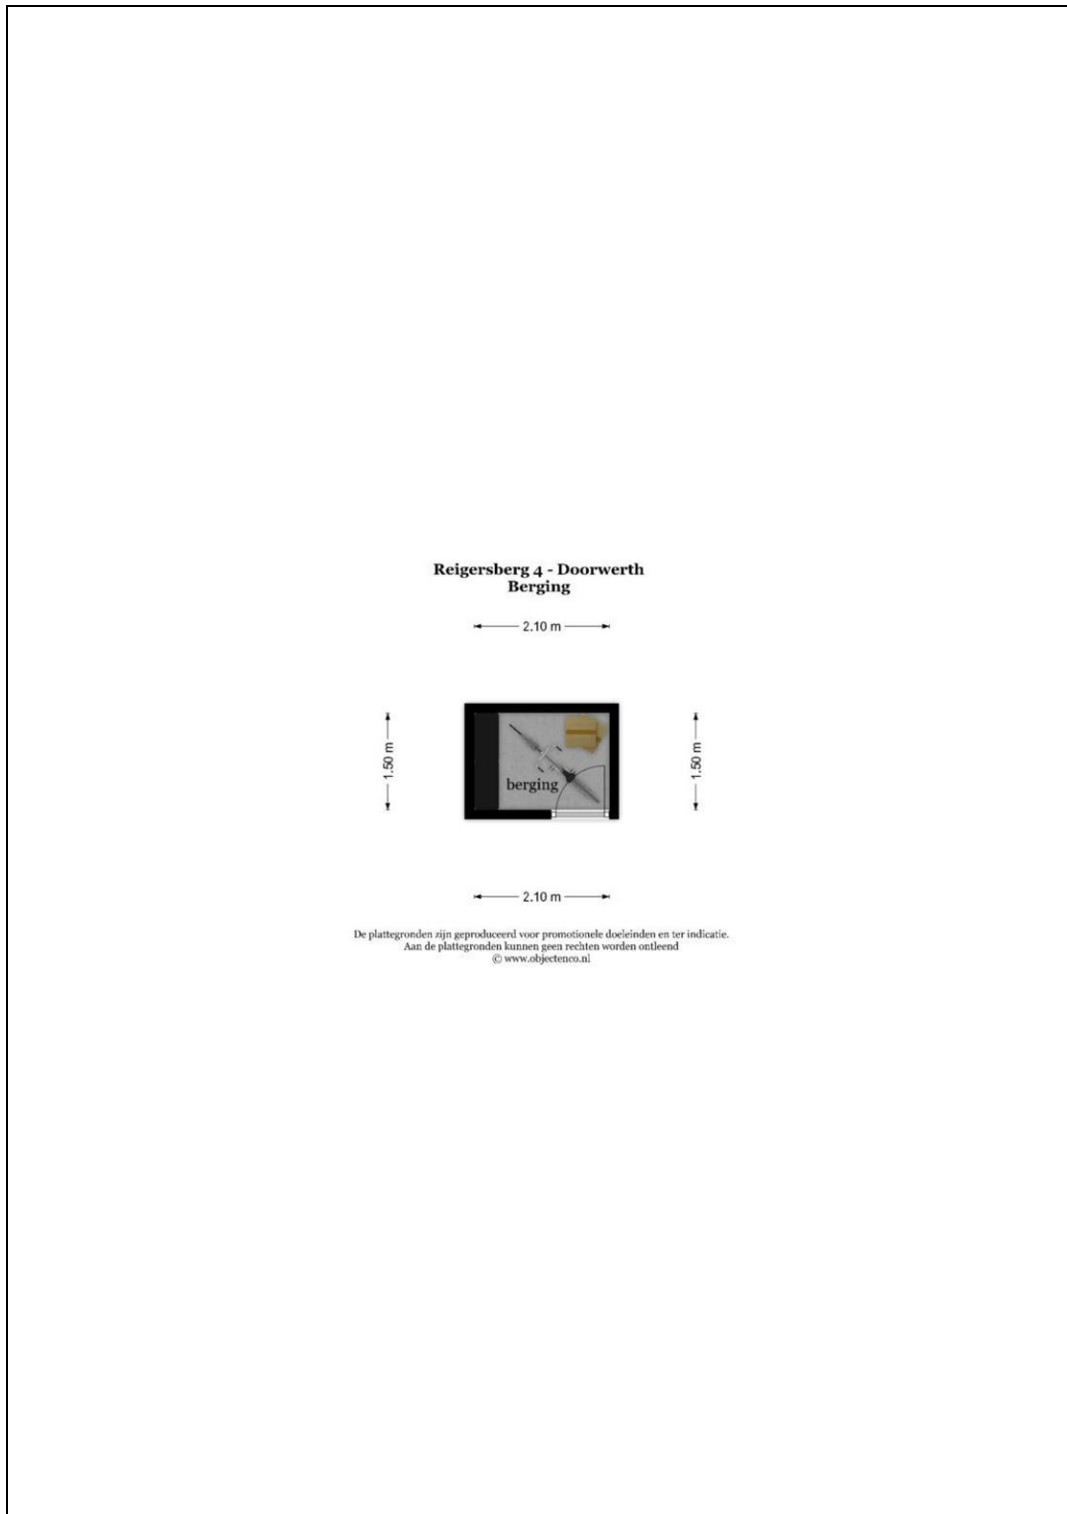 Reigersberg 4 - Doorwerth
Berging
2.10 m
1.50 m
1.50 m
berging
2.10 m
De plattegronden zijn geproduceerd voor promotionele doeleinden en ter indicatie.
Aan de plattegronden kunnen geen rechten worden ontleend
© www.objectenco.nl